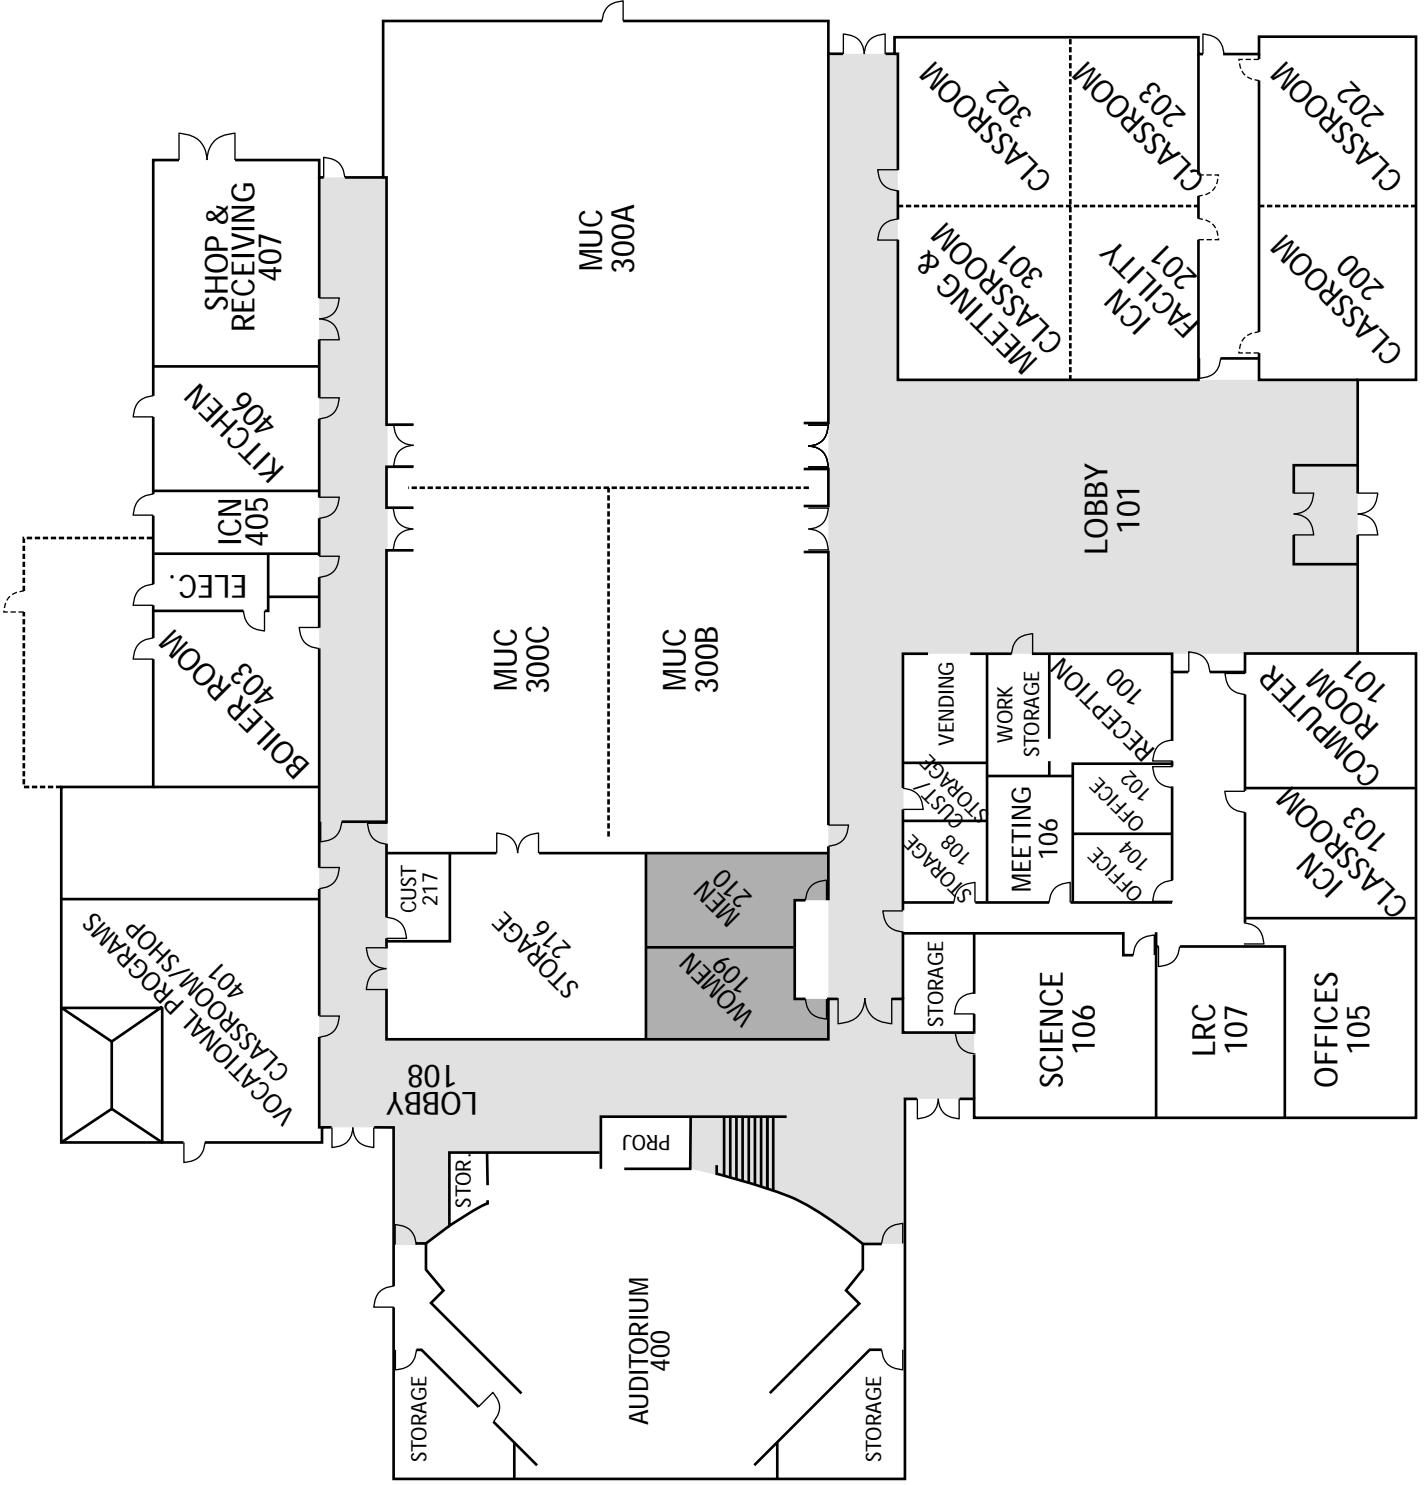 MUC
300A
CLASSROOM
302
CLASSROOM
203
CLASSROOM
202
SHOP &
RECEIVING
407
MEETING &
CLASSROOM
301
ICN
FACILITY
201
CLASSROOM
200
KITCHEN
406
ICN
405
ELEC.
BOILER ROOM
403
LOBBY
101
MUC
300C
MUC
300B
VENDING
WORK
STORAGE
RECEPTION
100
COMPUTER
ROOM
101
CUST/
STORAGE
OFFICE
102
MEETING
106
STORAGE
108
OFFICE
104
ICN
CLASSROOM
103
CUST
217
STORAGE
216
MEN
210
WOMEN
109
VOCATIONAL PROGRAMS
CLASSROOM/SHOP
401
STORAGE
SCIENCE
106
LRC
107
OFFICES
105
LOBBY
108
PROJ
STOR.
AUDITORIUM
400
STORAGE
STORAGE